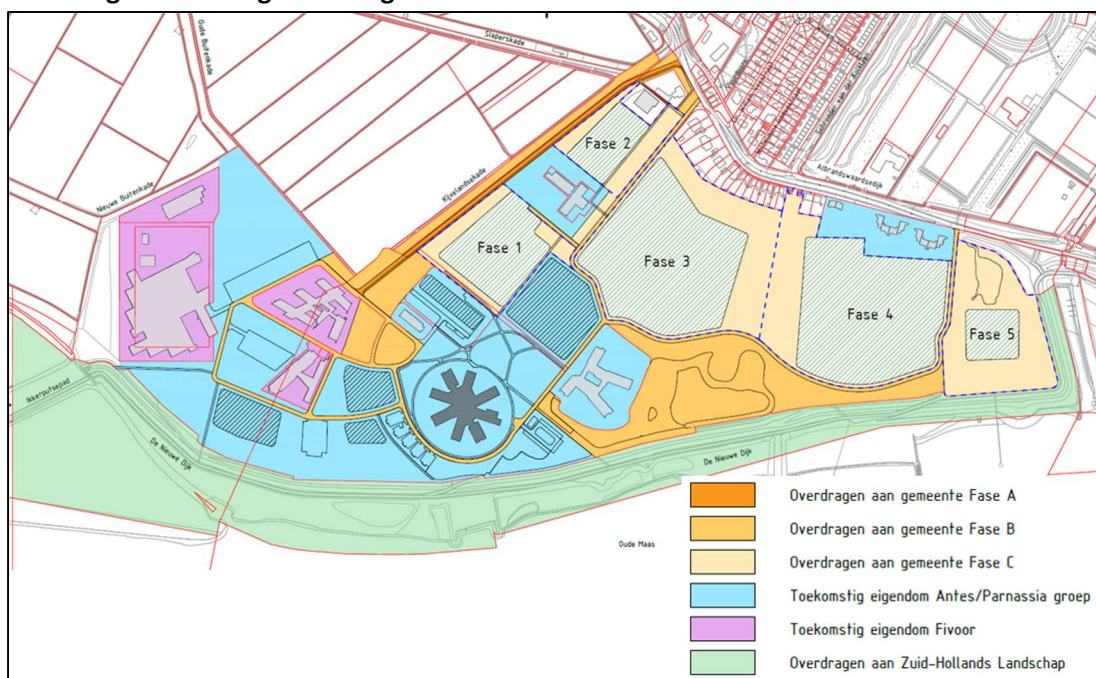 Oude Buitenkade
Slaperskade
Albrandswaardsedijk
Nieuwe Buitenkade
Kijvelandsekade
Fase 2
Fase 1
Fase 3
Fase 4
Fase 5
Ikkerputsepad
De Nieuwe Dijk
De Nieuwe Dijk
Oude Maas
Overdragen aan gemeente Fase A
Overdragen aan gemeente Fase B
Overdragen aan gemeente Fase C
Toekomstig eigendom Antes/Parnassia groep
Toekomstig eigendom Fivoor
Overdragen aan Zuid-Hollands Landschap